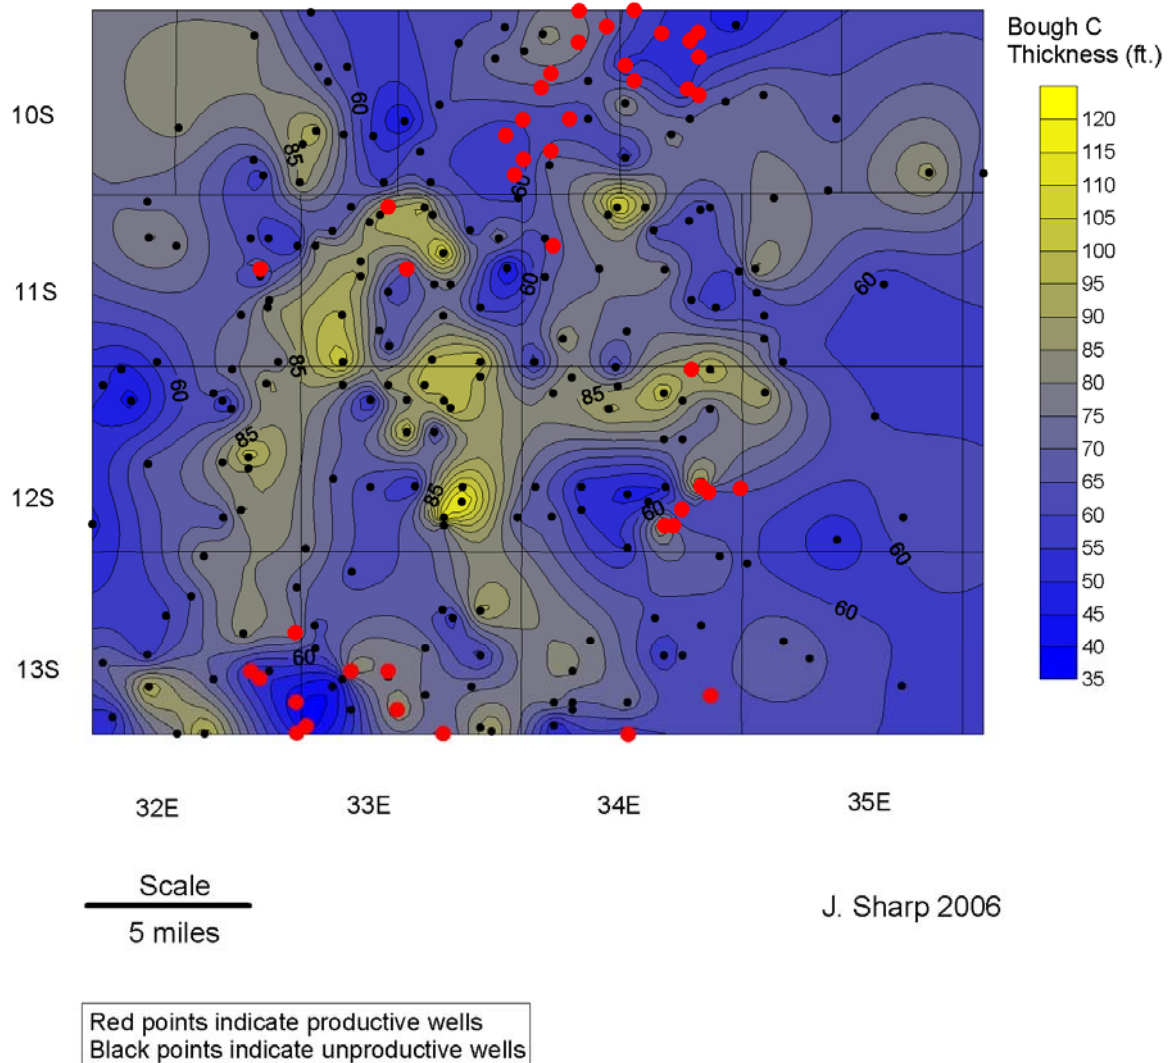 Bough C
Thickness (ft.)
120
115
110
105
100
95
90
85
80
75
70
65
60
55
50
45
40
35
10S
11S
12S
13S
60
85
60
60
60
85
60
85
85
85
60
60
60
60
32E
33E
34E
35E
Scale
5 miles
J. Sharp 2006
Red points indicate productive wells
Black points indicate unproductive wells